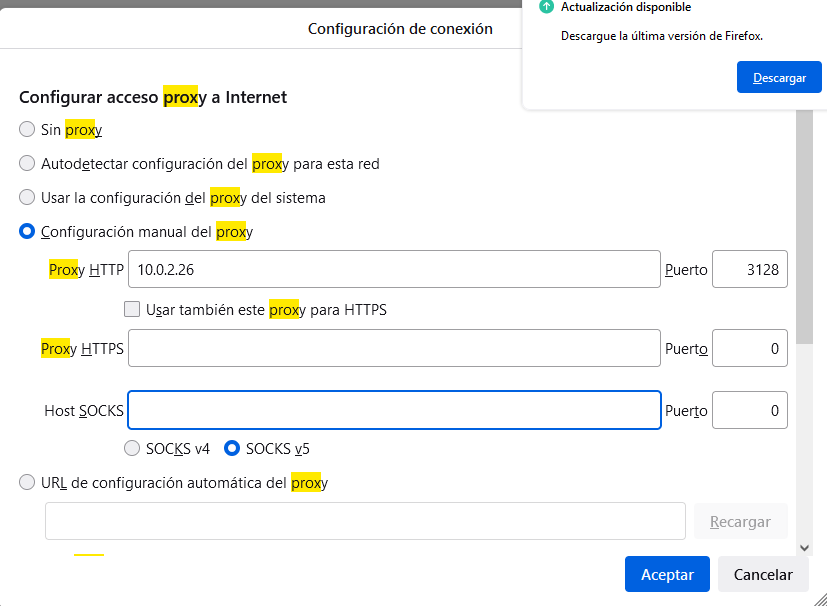 Actualización disponible
Descargue la última versión de Firefox.
Descargar
Configuración de conexión
Configurar acceso proxy a Internet
Sin proxy
Autodetectar configuración del proxy para esta red
Usar la configuración del proxy del sistema
Configuración manual del proxy
Proxy HTTP 10.0.2.26 Puerto 3128
Usar también este proxy para HTTPS
Proxy HTTPS Puerto 0
Host SOCKS Puerto 0
SOCKS v4 SOCKS v5
URL de configuración automática del proxy
Recargar
Aceptar Cancelar